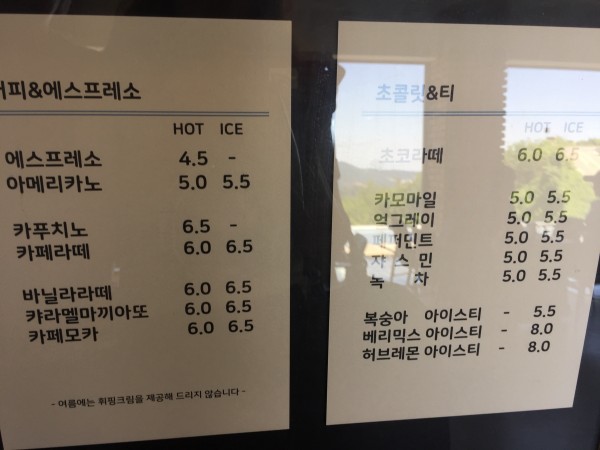 커피&에스프레소
HOT ICE
에스프레소 4.5 -
아메리카노 5.0 5.5
카푸치노 6.5 -
카페라떼 6.0 6.5
바닐라라떼 6.0 6.5
캬라멜마끼아또 6.0 6.5
카페모카 6.0 6.5
- 여름에는 휘핑크림을 제공해 드리지 않습니다 -
초콜릿&티
HOT ICE
초코라떼 6.0 6.5
카모마일 5.0 5.5
얼그레이 5.0 5.5
페퍼민트 5.0 5.5
쟈 스 민 5.0 5.5
녹 차 5.0 5.5
복숭아 아이스티 - 5.5
베리믹스 아이스티 - 8.0
허브레몬 아이스티 - 8.0